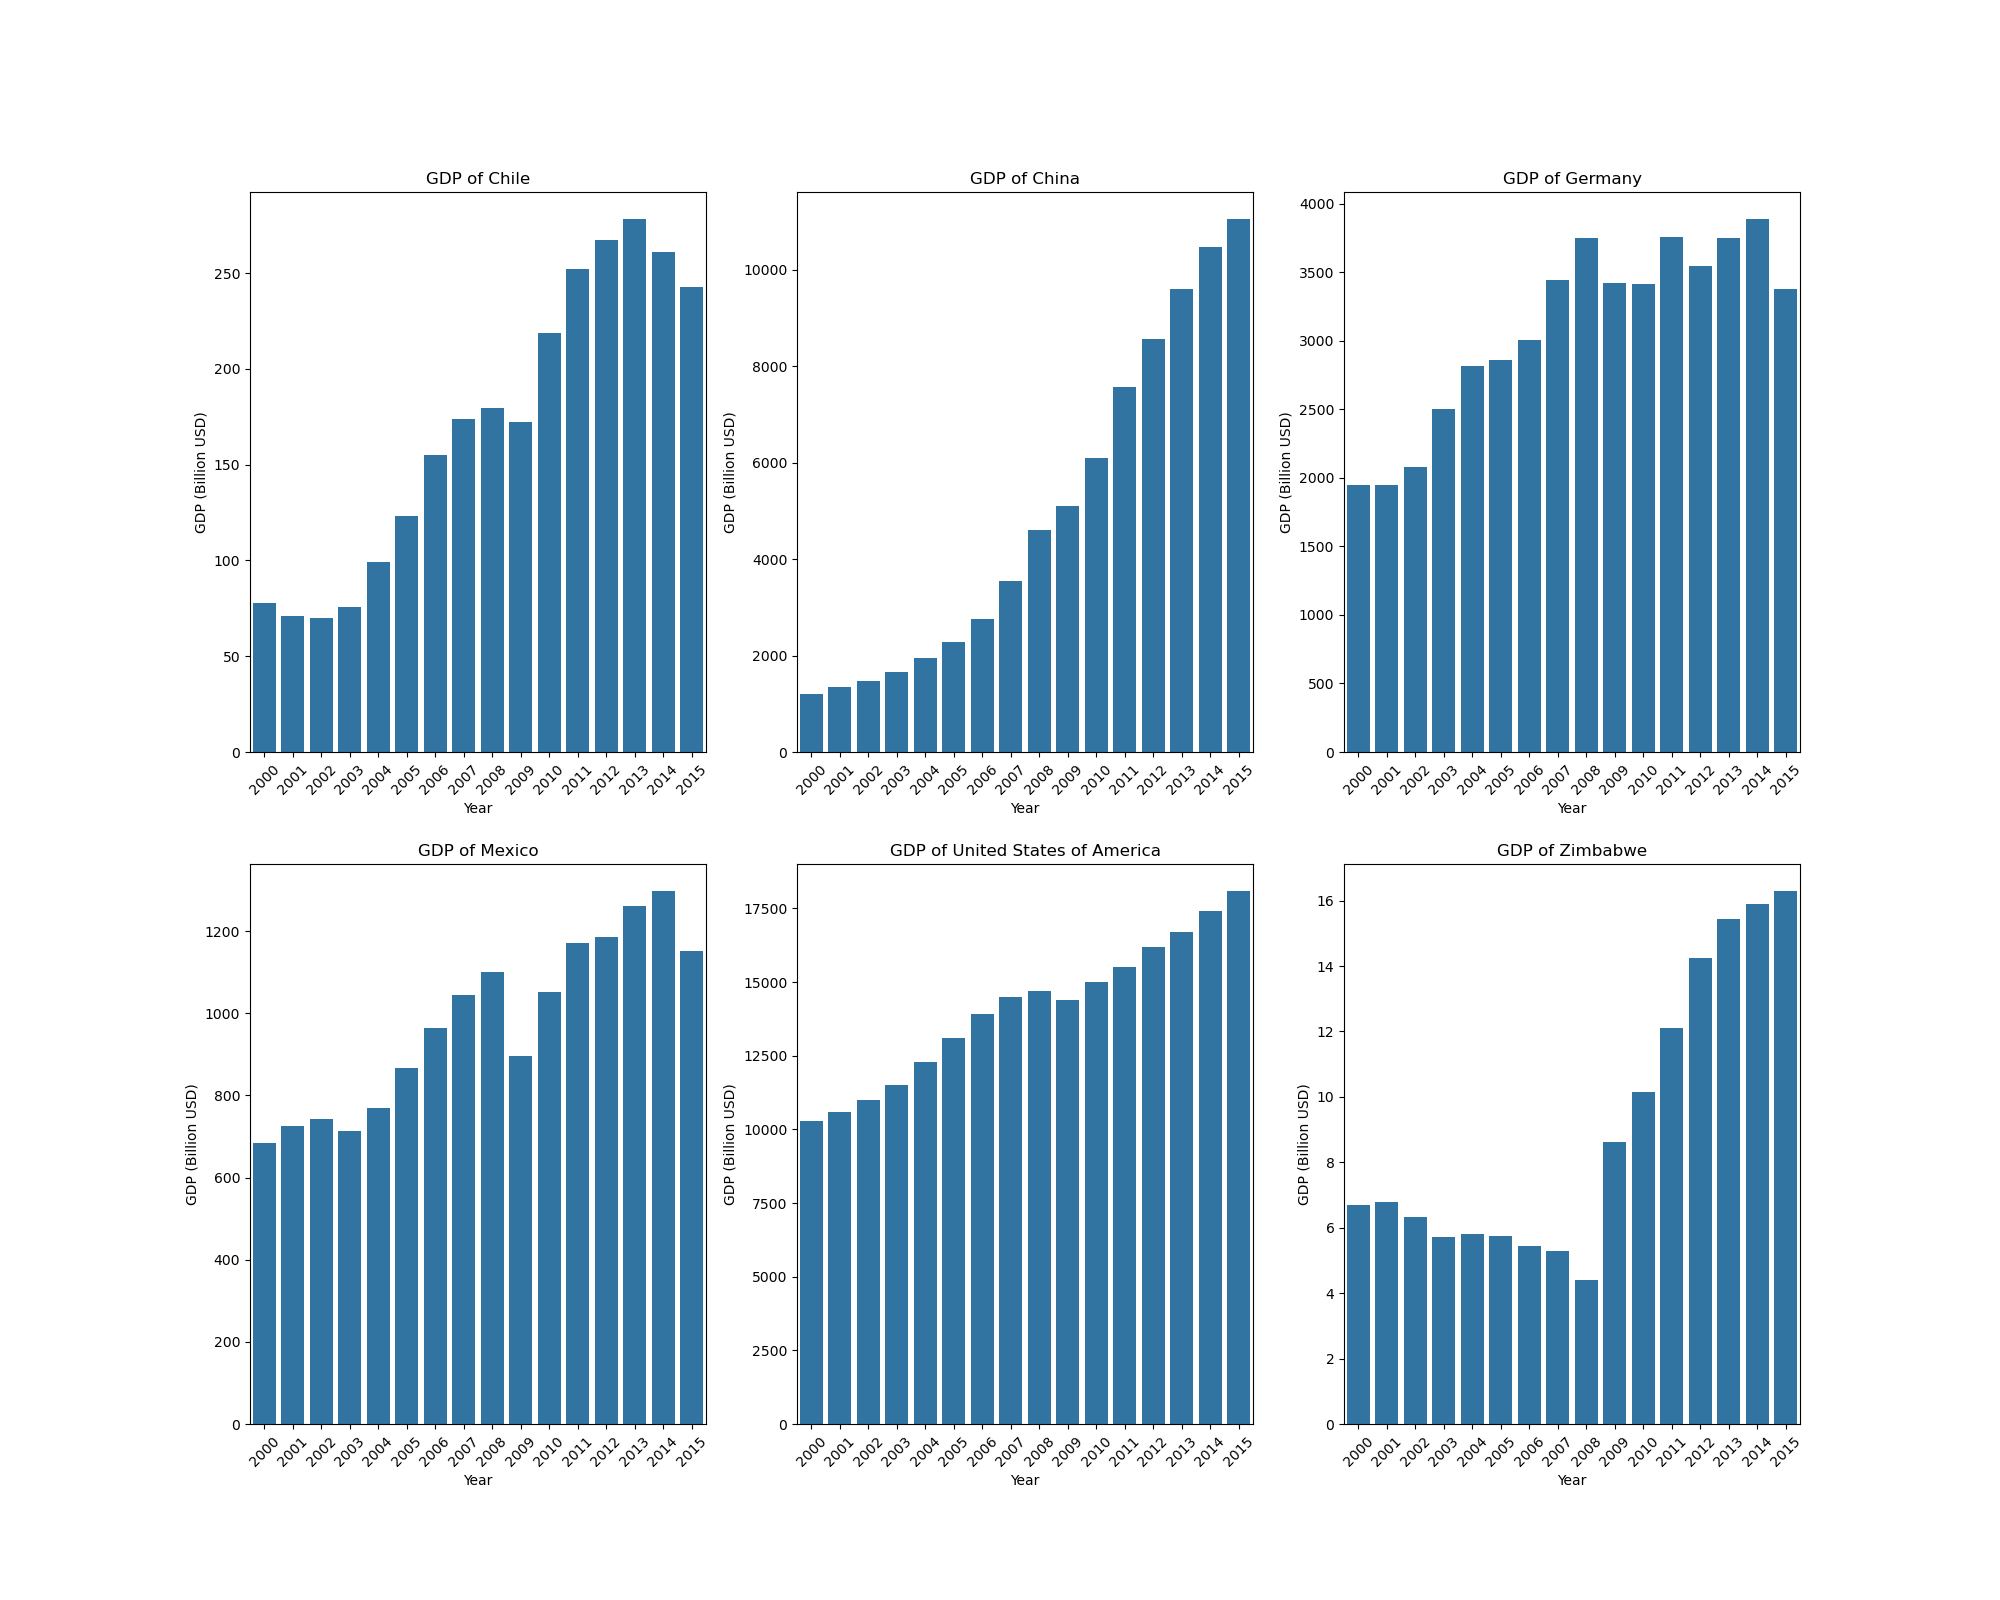 GDP of Chile
GDP (Billion USD)
250
200
150
100
50
0
2000 2001 2002 2003 2004 2005 2006 2007 2008 2009 2010 2011 2012 2013 2014 2015
Year
GDP of China
GDP (Billion USD)
10000
8000
6000
4000
2000
0
2000 2001 2002 2003 2004 2005 2006 2007 2008 2009 2010 2011 2012 2013 2014 2015
Year
GDP of Germany
GDP (Billion USD)
4000
3500
3000
2500
2000
1500
1000
500
0
2000 2001 2002 2003 2004 2005 2006 2007 2008 2009 2010 2011 2012 2013 2014 2015
Year
GDP of Mexico
GDP (Billion USD)
1200
1000
800
600
400
200
0
2000 2001 2002 2003 2004 2005 2006 2007 2008 2009 2010 2011 2012 2013 2014 2015
Year
GDP of United States of America
GDP (Billion USD)
17500
15000
12500
10000
7500
5000
2500
0
2000 2001 2002 2003 2004 2005 2006 2007 2008 2009 2010 2011 2012 2013 2014 2015
Year
GDP of Zimbabwe
GDP (Billion USD)
16
14
12
10
8
6
4
2
0
2000 2001 2002 2003 2004 2005 2006 2007 2008 2009 2010 2011 2012 2013 2014 2015
Year